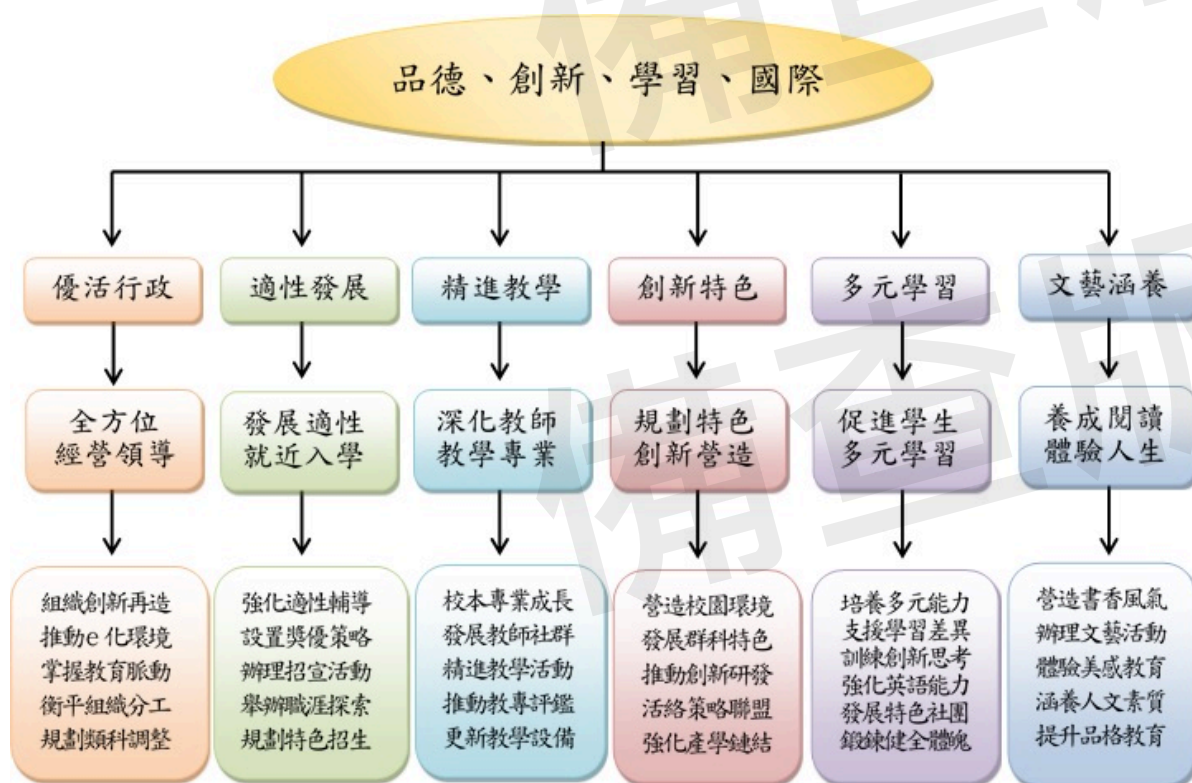 品德、創新、學習、國際
優活行政
適性發展
精進教學
創新特色
多元學習
文藝涵養
全方位
經營領導
發展適性
就近入學
深化教師
教學專業
規劃特色
創新營造
促進學生
多元學習
養成閱讀
體驗人生
組織創新再造
推動e化環境
掌握教育脈動
衡平組織分工
規劃類科調整
強化適性輔導
設置獎優策略
辦理招宣活動
舉辦職涯探索
規劃特色招生
校本專業成長
發展教師社群
精進教學活動
推動教專評鑑
更新教學設備
營造校園環境
發展群科特色
推動創新研發
活絡策略聯盟
強化產學鏈結
培養多元能力
支援學習差異
訓練創新思考
強化英語能力
發展特色社團
鍛鍊健全體魄
營造書香風氣
辦理文藝活動
體驗美感教育
涵養人文素質
提升品格教育
備查版
備查版